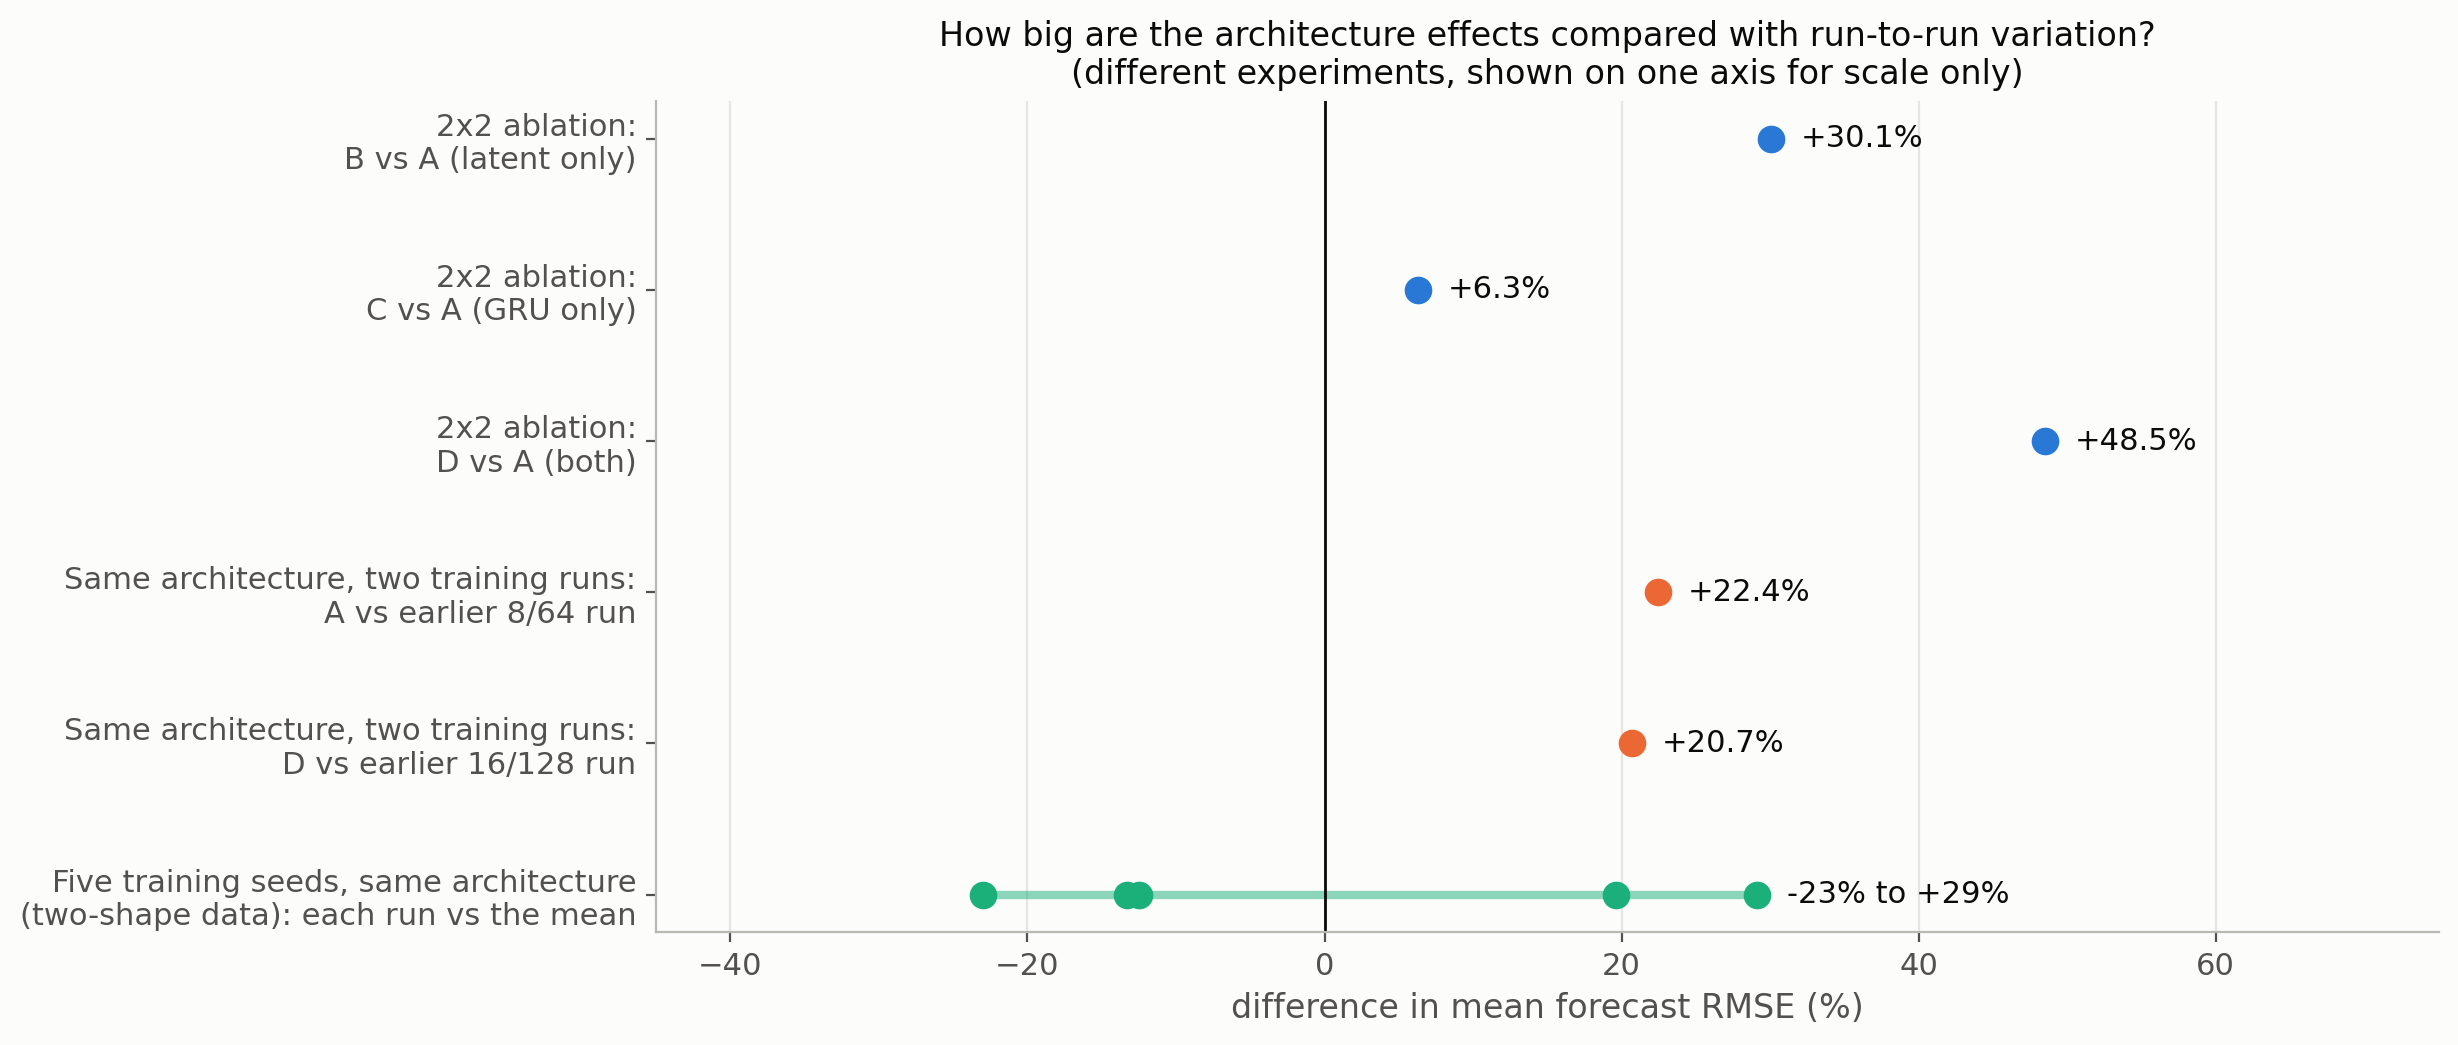 How big are the architecture effects compared with run-to-run variation?
(different experiments, shown on one axis for scale only)
2x2 ablation:
B vs A (latent only)
+30.1%
2x2 ablation:
C vs A (GRU only)
+6.3%
2x2 ablation:
D vs A (both)
+48.5%
Same architecture, two training runs:
A vs earlier 8/64 run
+22.4%
Same architecture, two training runs:
D vs earlier 16/128 run
+20.7%
Five training seeds, same architecture
(two-shape data): each run vs the mean
-23% to +29%
−40 −20 0 20 40 60
difference in mean forecast RMSE (%)